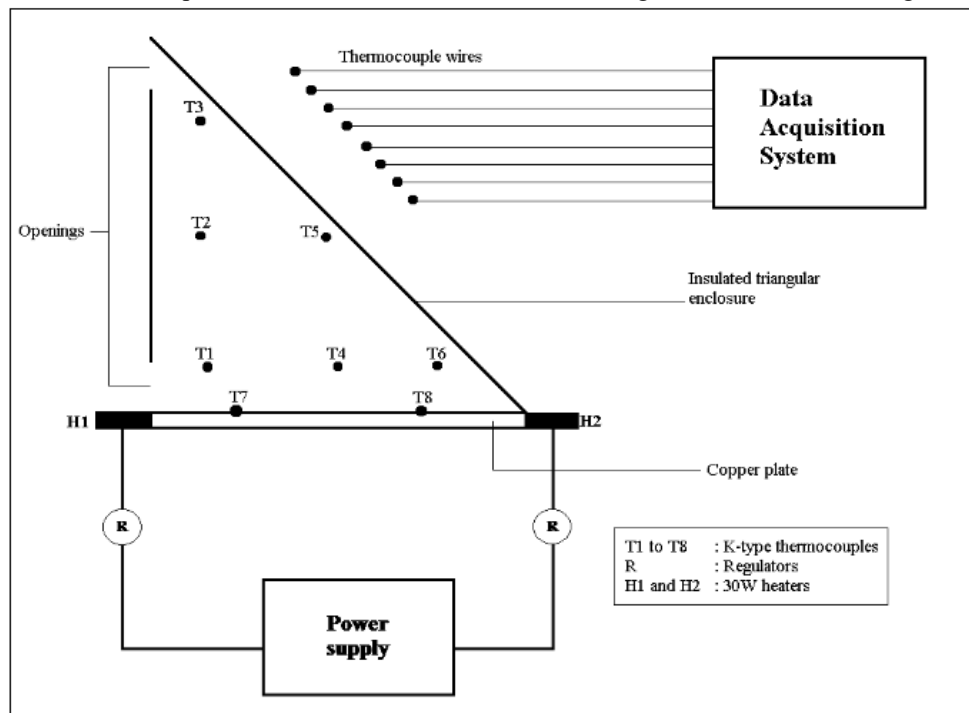 Thermocouple wires
Data
Acquisition
System
T3
Openings
T2
T5
Insulated triangular
enclosure
T1
T4
T6
T7
T8
H1
H2
Copper plate
R
R
T1 to T8 : K-type thermocouples
R : Regulators
H1 and H2 : 30W heaters
Power
supply